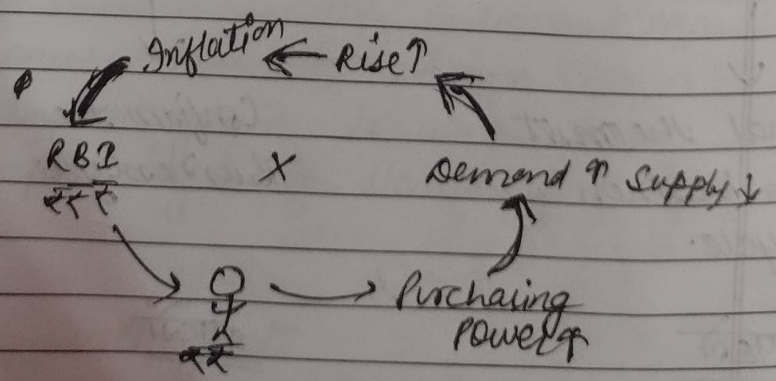 Inflation ← Rise↑
RBI X Demand ↑ Supply ↓
₹₹₹
→ Purchasing
Power↑
₹₹